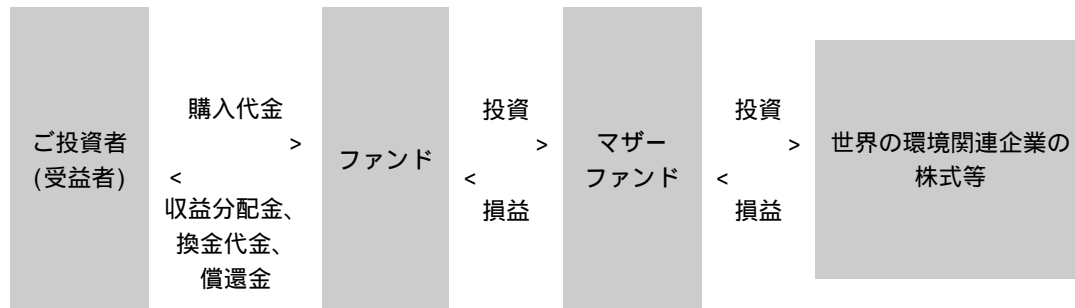 ご投資者
(受益者)
購入代金
>
<
収益分配金、
換金代金、
償還金
ファンド
投資
>
<
損益
マザー
ファンド
投資
>
<
損益
世界の環境関連企業の
株式等